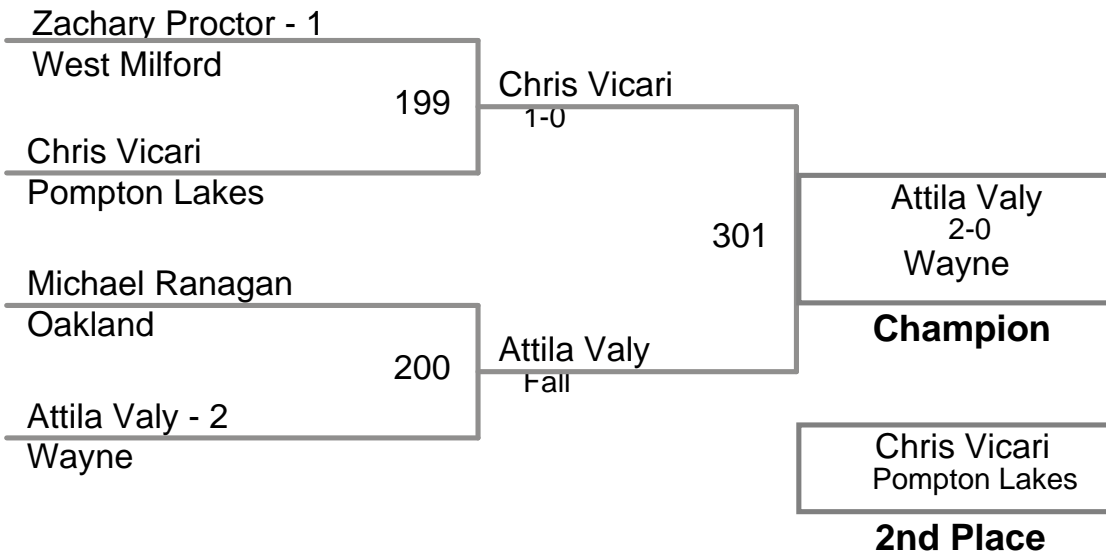 Zachary Proctor - 1
West Milford
199
Chris Vicari
Pompton Lakes
Chris Vicari
1-0
Michael Ranagan
Oakland
200
Attila Valy - 2
Wayne
Attila Valy
Fall
301
Attila Valy
2-0
Wayne
Champion
Chris Vicari
Pompton Lakes
2nd Place